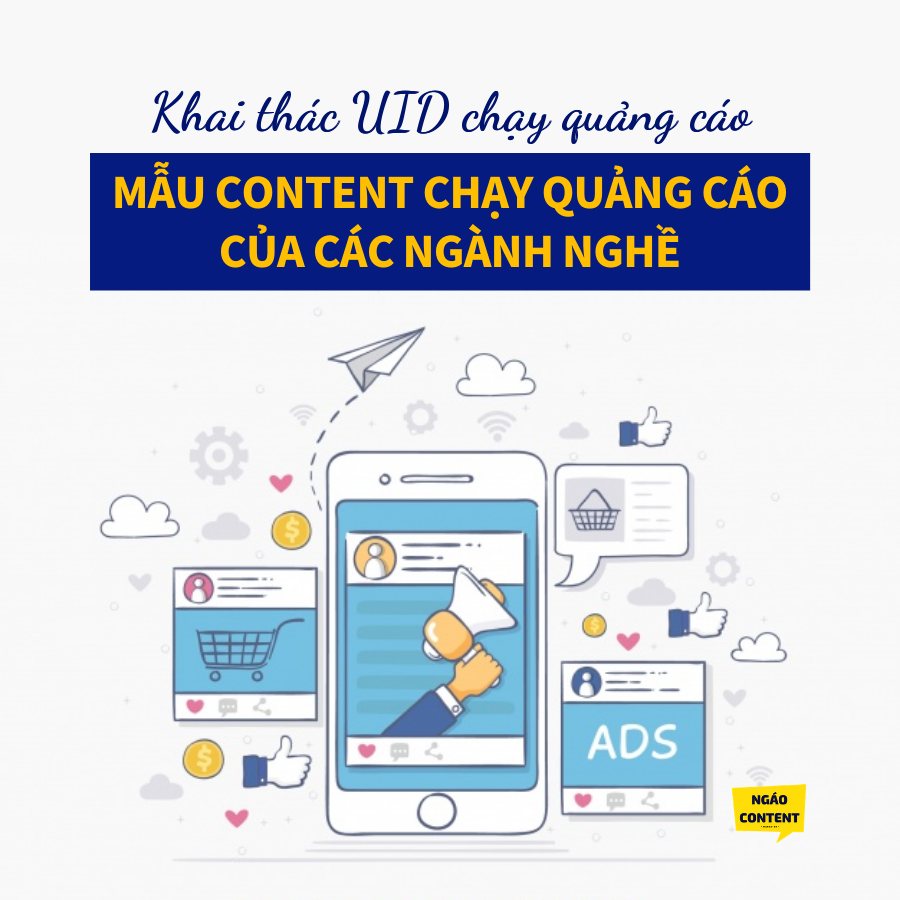 Khai thác UID chạy quảng cáo
MẪU CONTENT CHẠY QUẢNG CÁO
CỦA CÁC NGÀNH NGHỀ
ADS
NGÁO
CONTENT